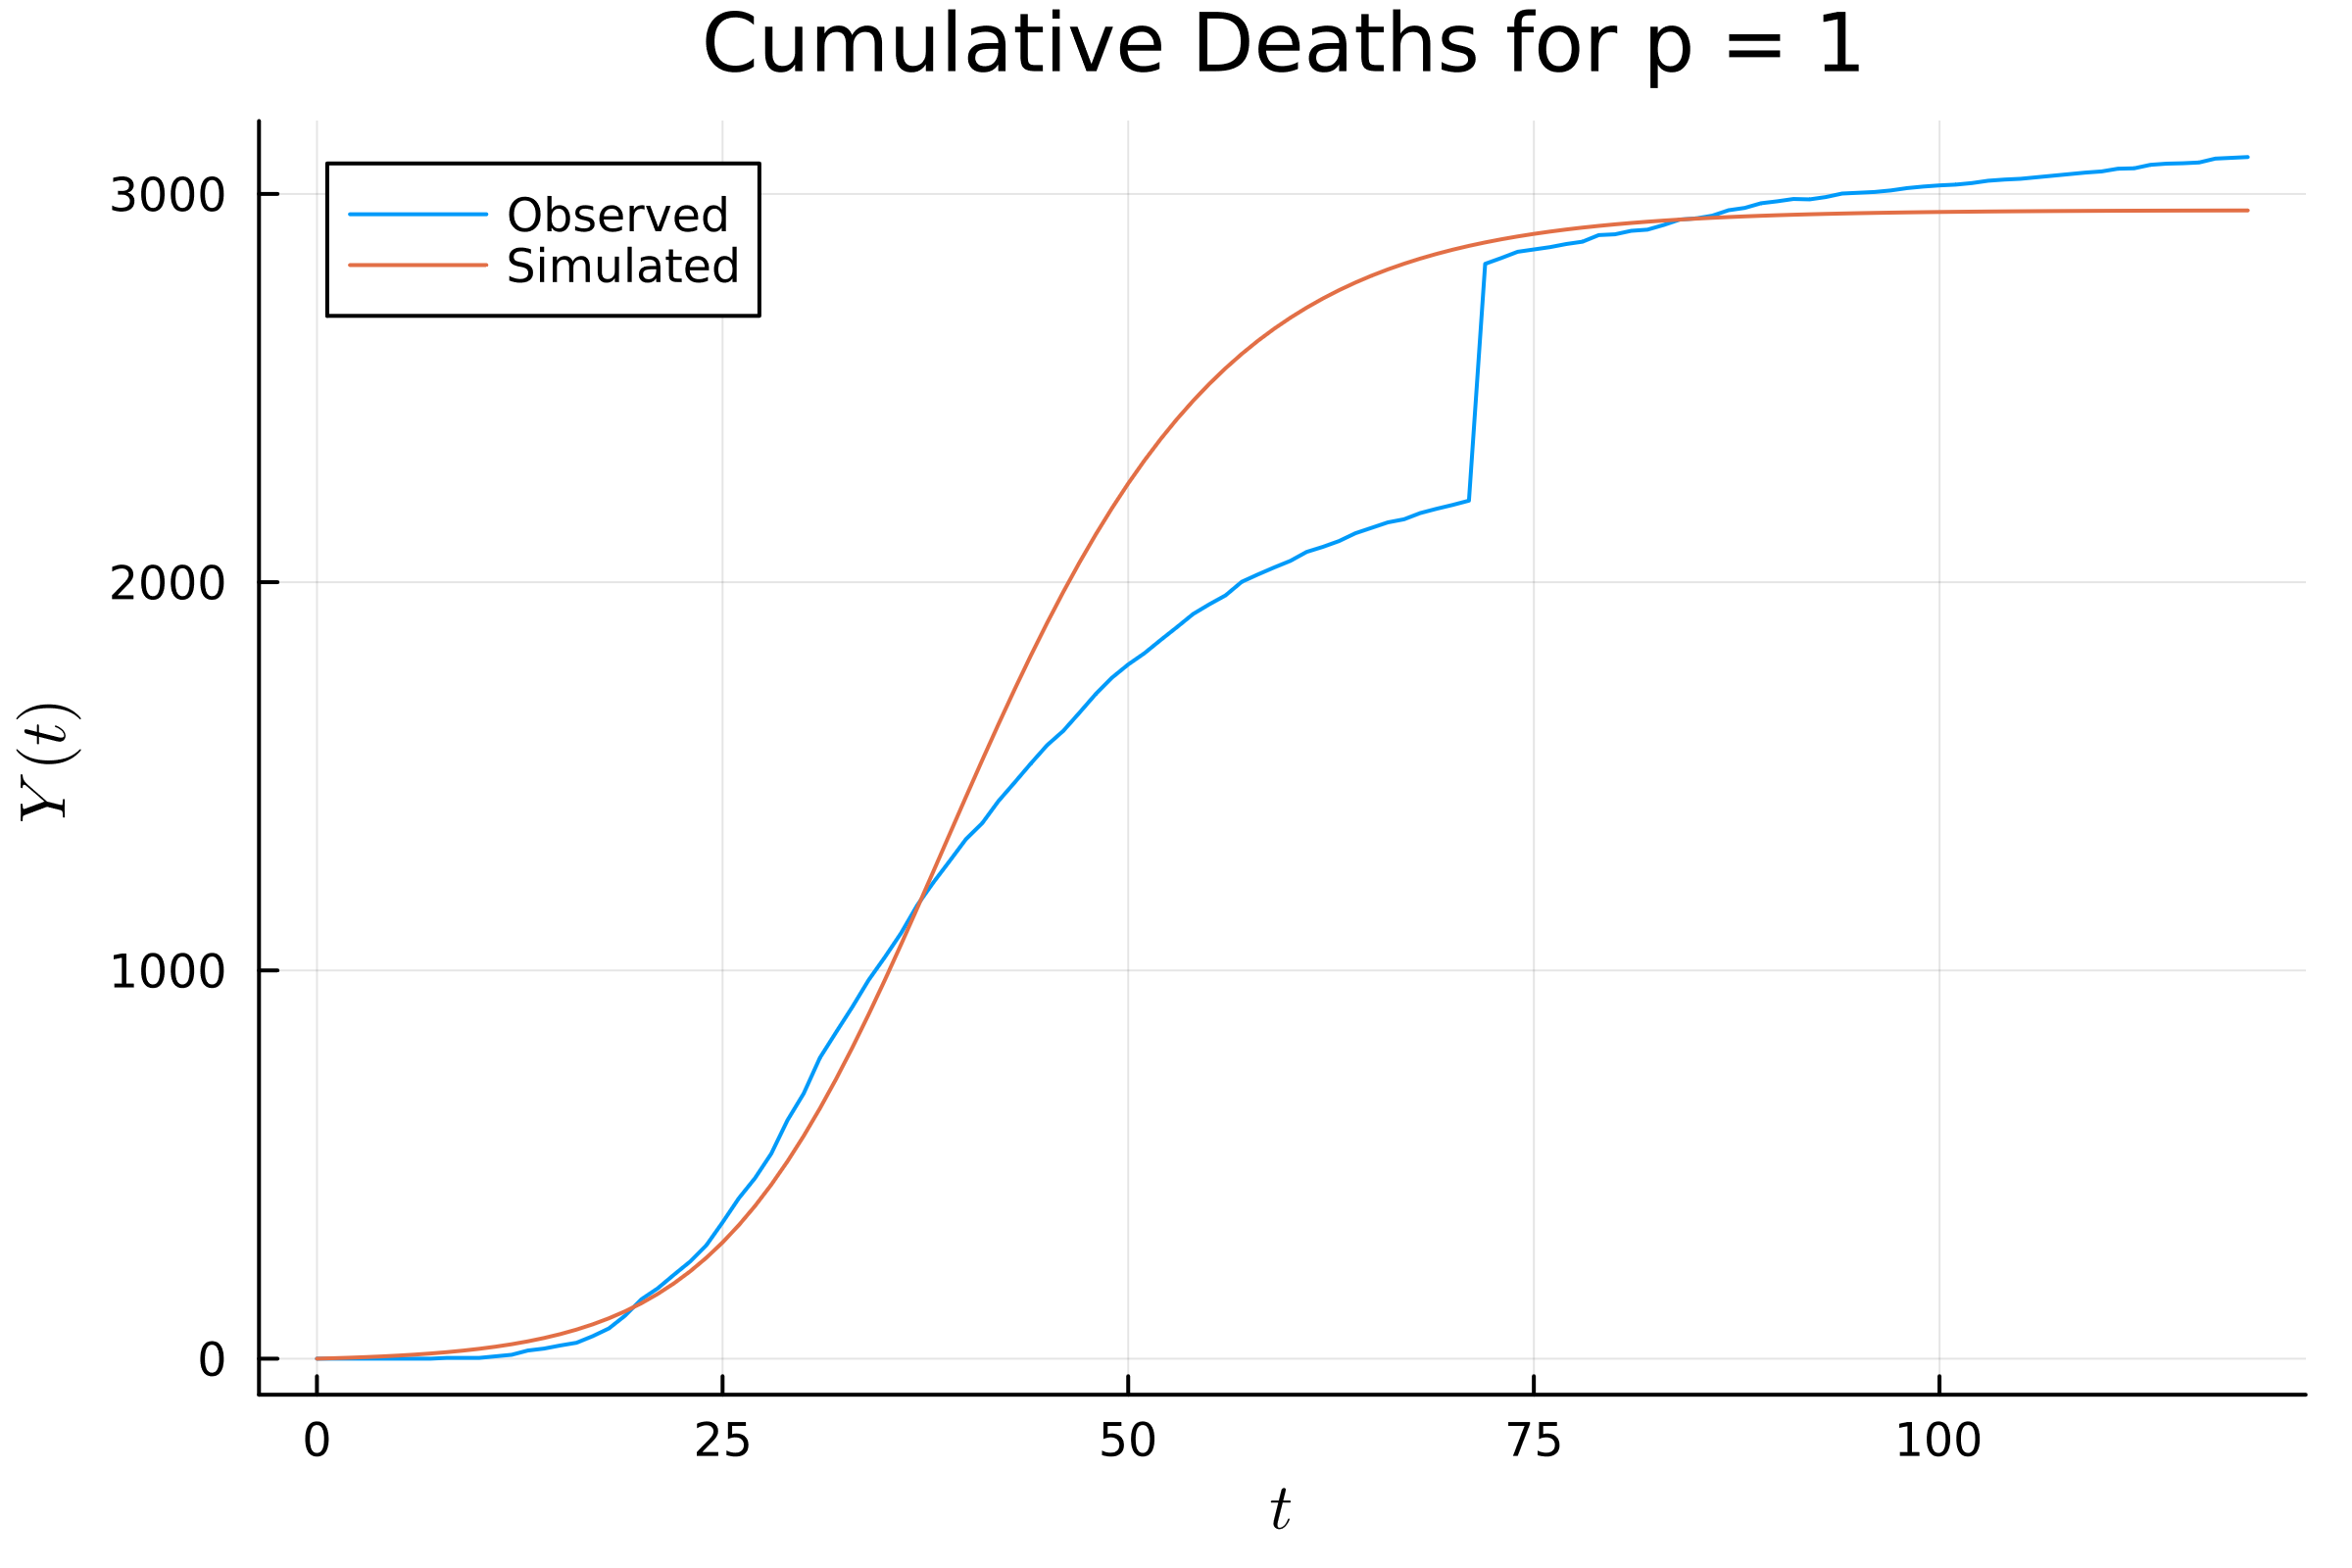 Cumulative Deaths for p = 1
Observed
Simulated
3000
2000
1000
0
Y(t)
0 25 50 75 100
t